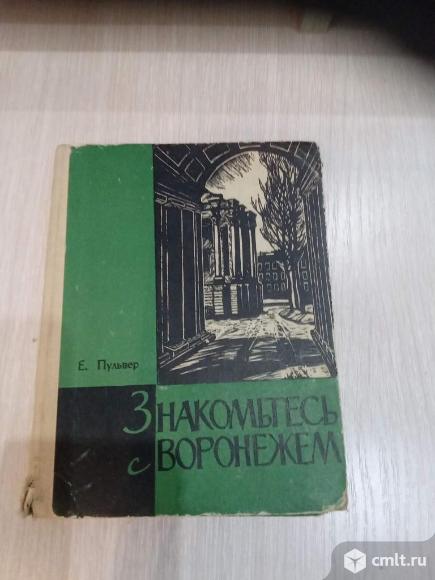 Е. Пульвер
Знакомьтесь
с Воронежем
cmlt.ru